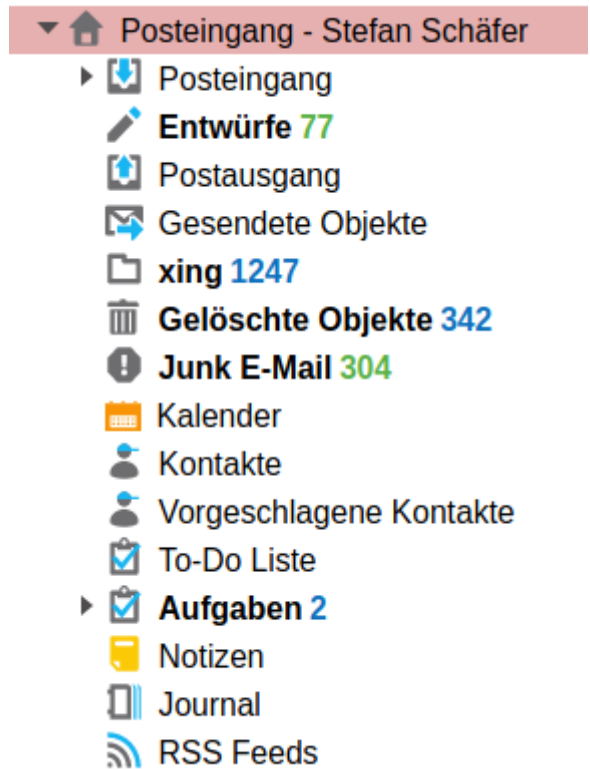 Posteingang - Stefan Schäfer
Posteingang
Entwürfe 77
Postausgang
Gesendete Objekte
xing 1247
Gelöschte Objekte 342
Junk E-Mail 304
Kalender
Kontakte
Vorgeschlagene Kontakte
To-Do Liste
Aufgaben 2
Notizen
Journal
RSS Feeds